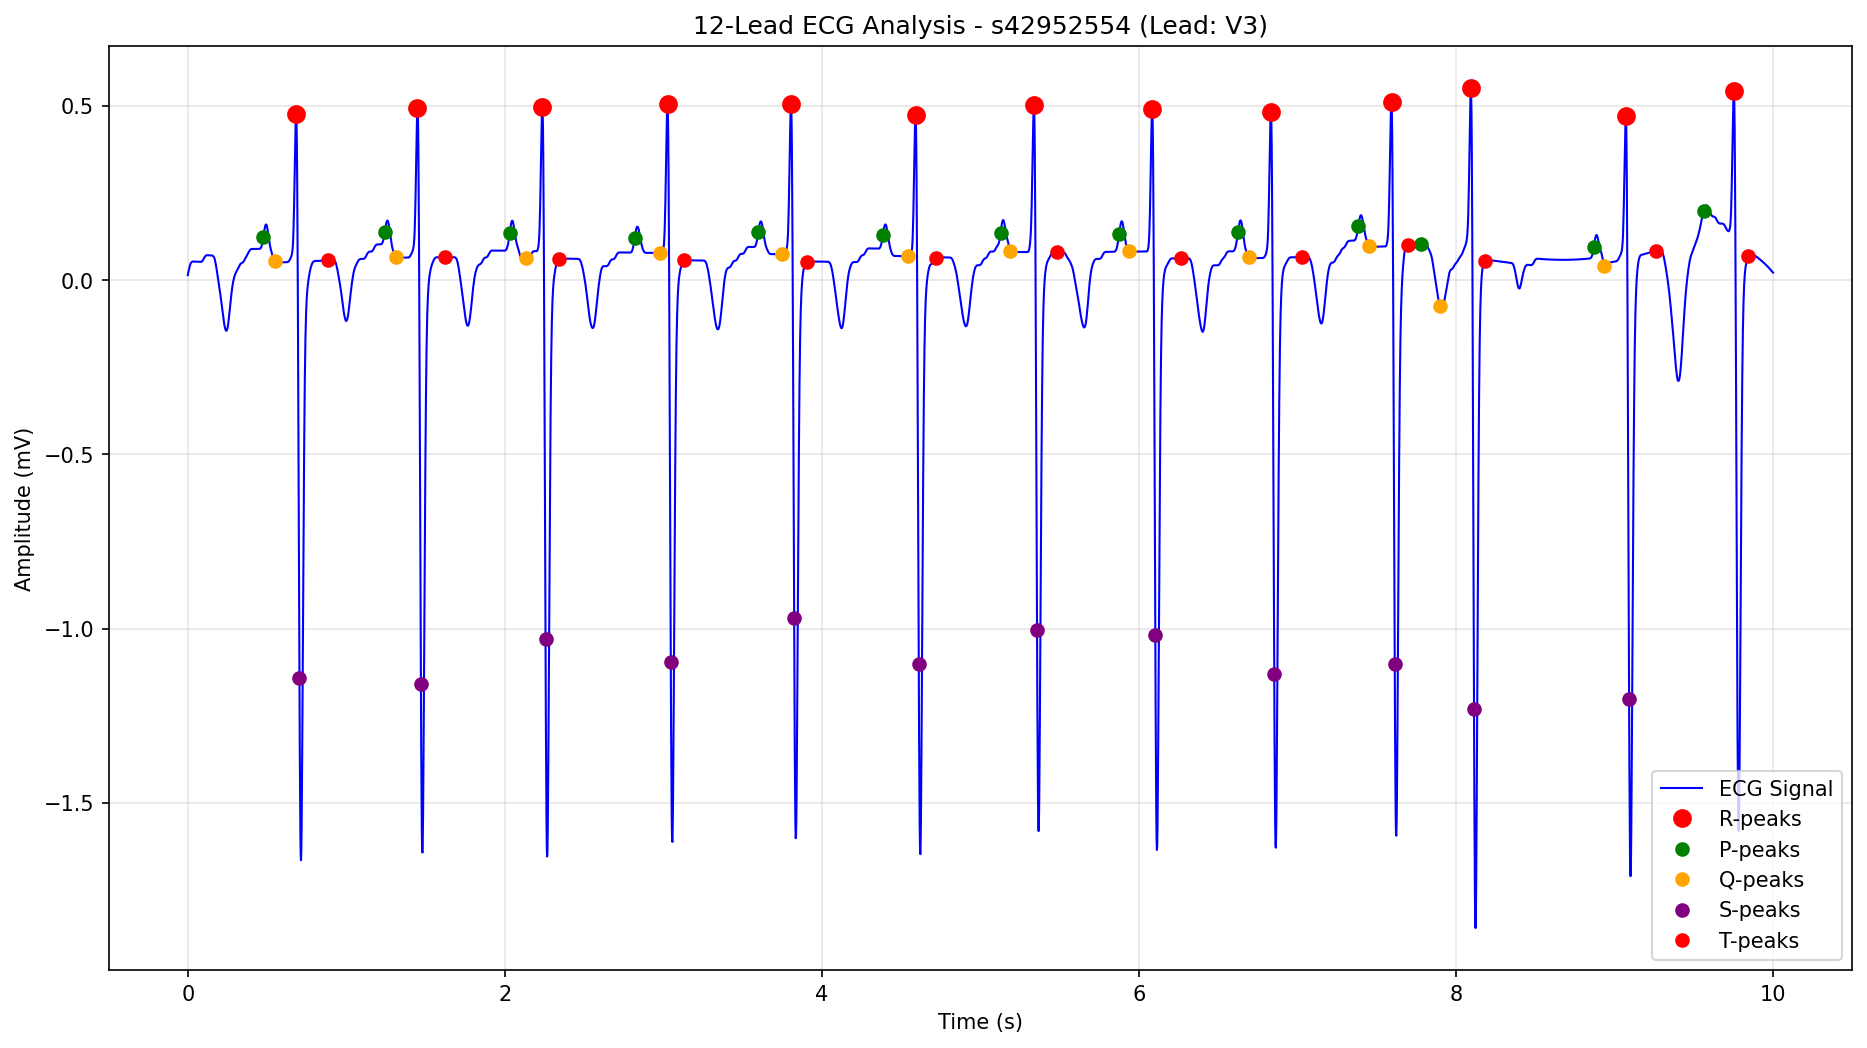 12-Lead ECG Analysis - s42952554 (Lead: V3)
Amplitude (mV)
0.5
0.0
−0.5
−1.0
−1.5
0 2 4 6 8 10
Time (s)
ECG Signal
R-peaks
P-peaks
Q-peaks
S-peaks
T-peaks